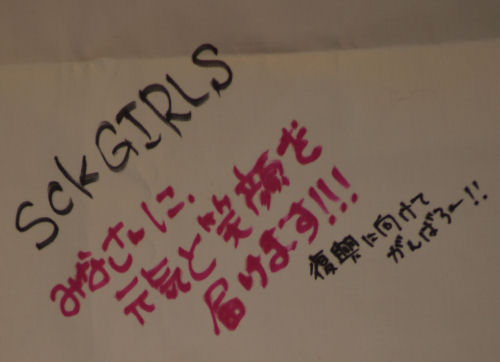 SCKGIRLS
みなさんに、
元気と笑顔を
届けます!!!
復興に向けて
がんばろー!!